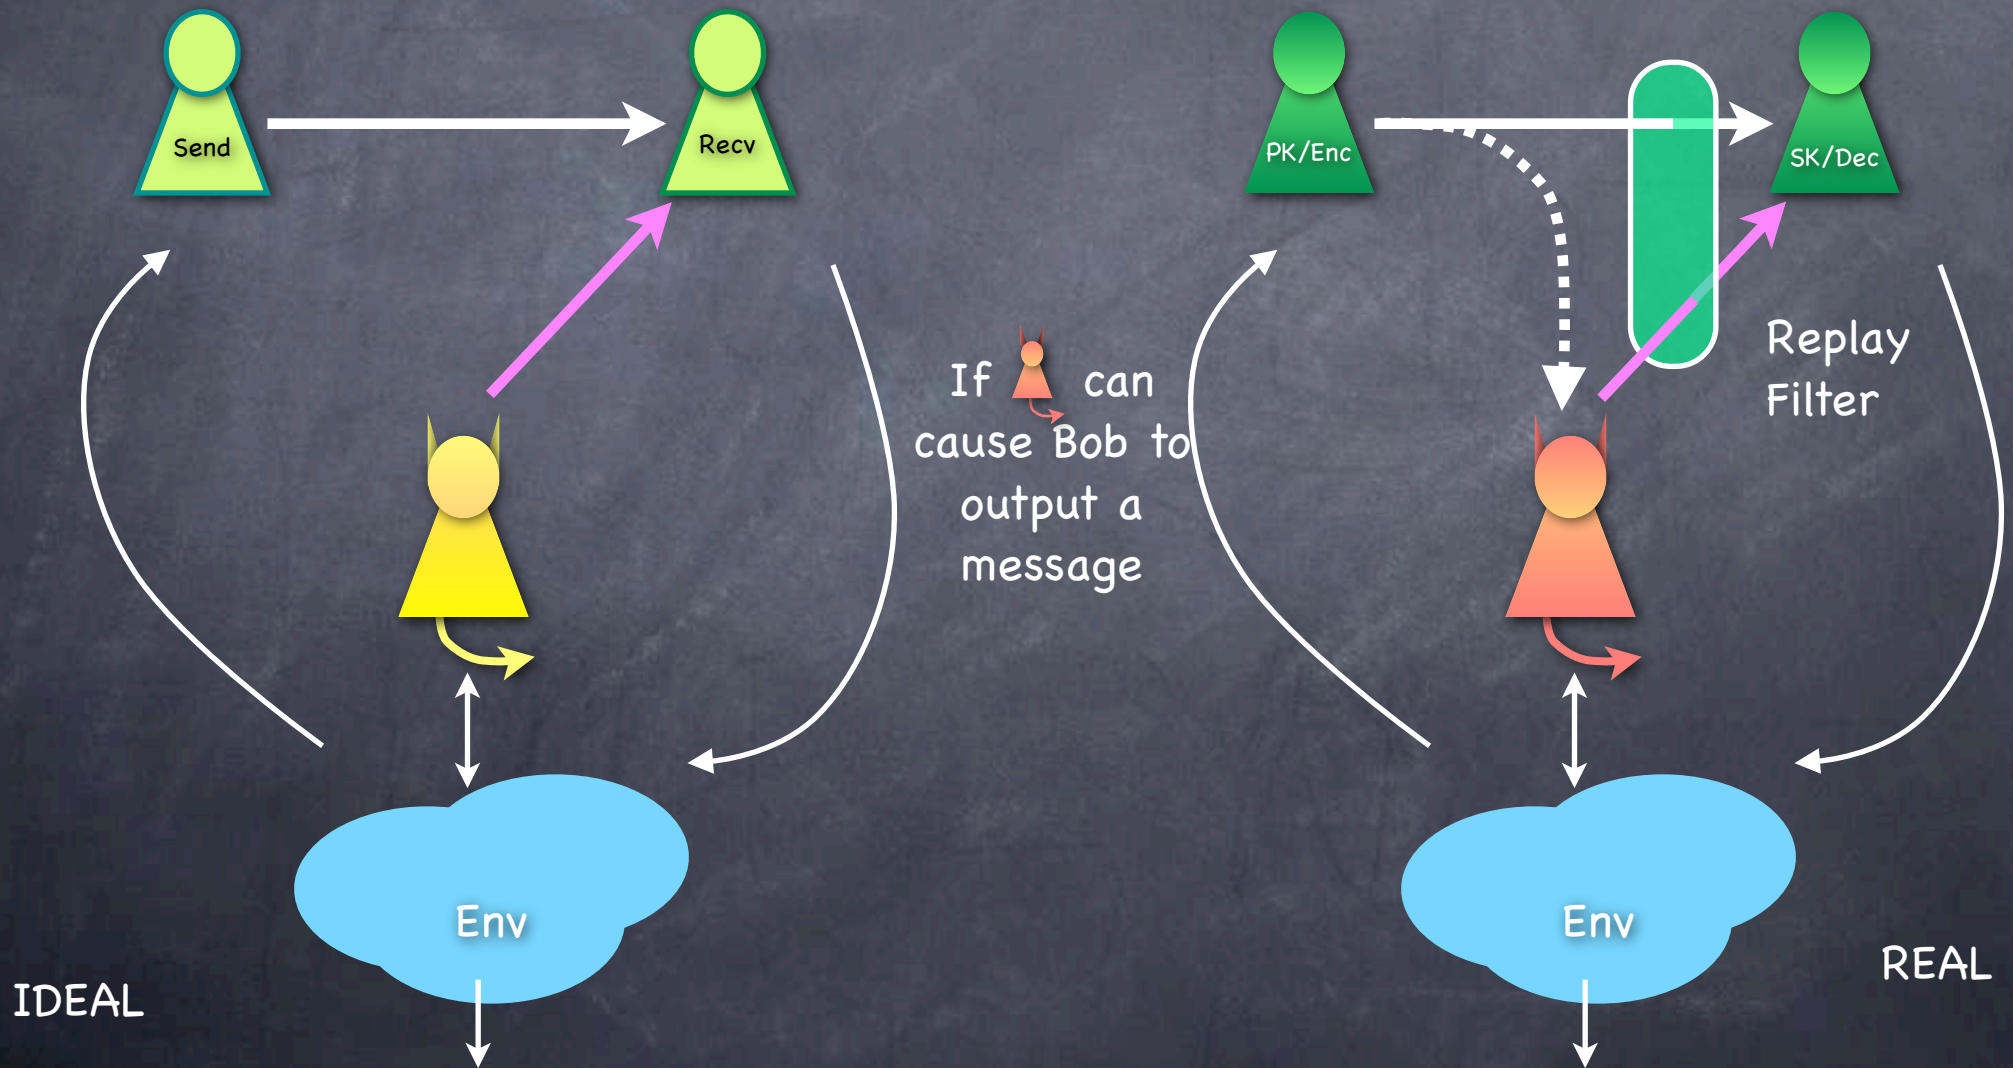 Send
Recv
PK/Enc
SK/Dec
If can
cause Bob to
output a
message
Replay
Filter
Env
Env
IDEAL
REAL